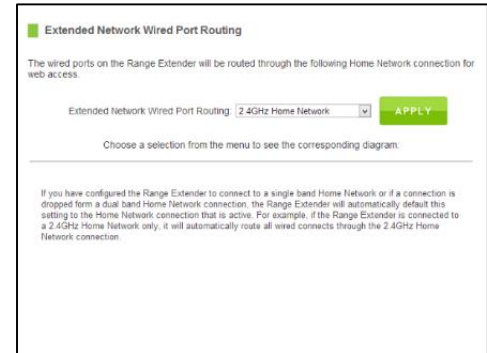 Extended Network Wired Port Routing
The wired ports on the Range Extender will be routed through the following Home Network connection for
web access.
Extended Network Wired Port Routing: 2.4GHz Home Network
APPLY
Choose a selection from the menu to see the corresponding diagram.
If you have configured the Range Extender to connect to a single band Home Network or if a connection is
dropped form a dual band Home Network connection, the Range Extender will automatically default this
setting to the Home Network connection that is active. For example, if the Range Extender is connected to
a 2.4GHz Home Network only, it will automatically route all wired connects through the 2.4GHz Home
Network connection.